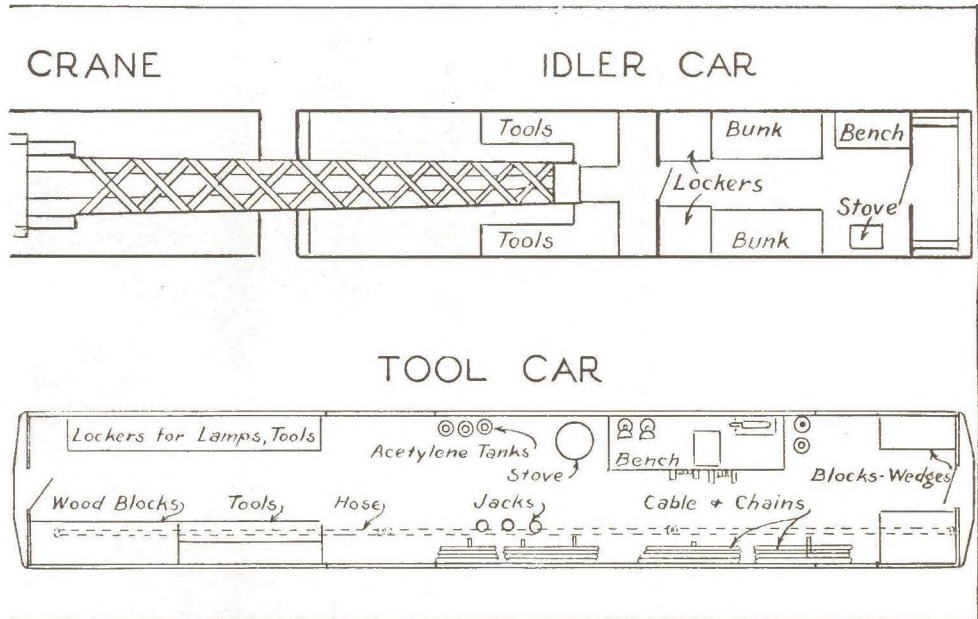 CRANE
IDLER CAR
Tools
Bunk
Bench
Lockers
Stove
Tools
Bunk
TOOL CAR
Lockers for Lamps, Tools
Acetylene Tanks
Stove
Bench
Blocks-Wedges
Wood Blocks
Tools
Hose
Jacks
Cable & Chains